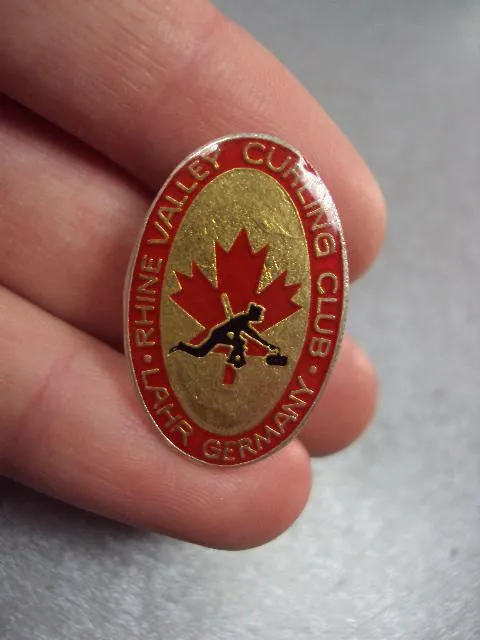 · RHINE VALLEY CURLING CLUB ·
LAHR GERMANY